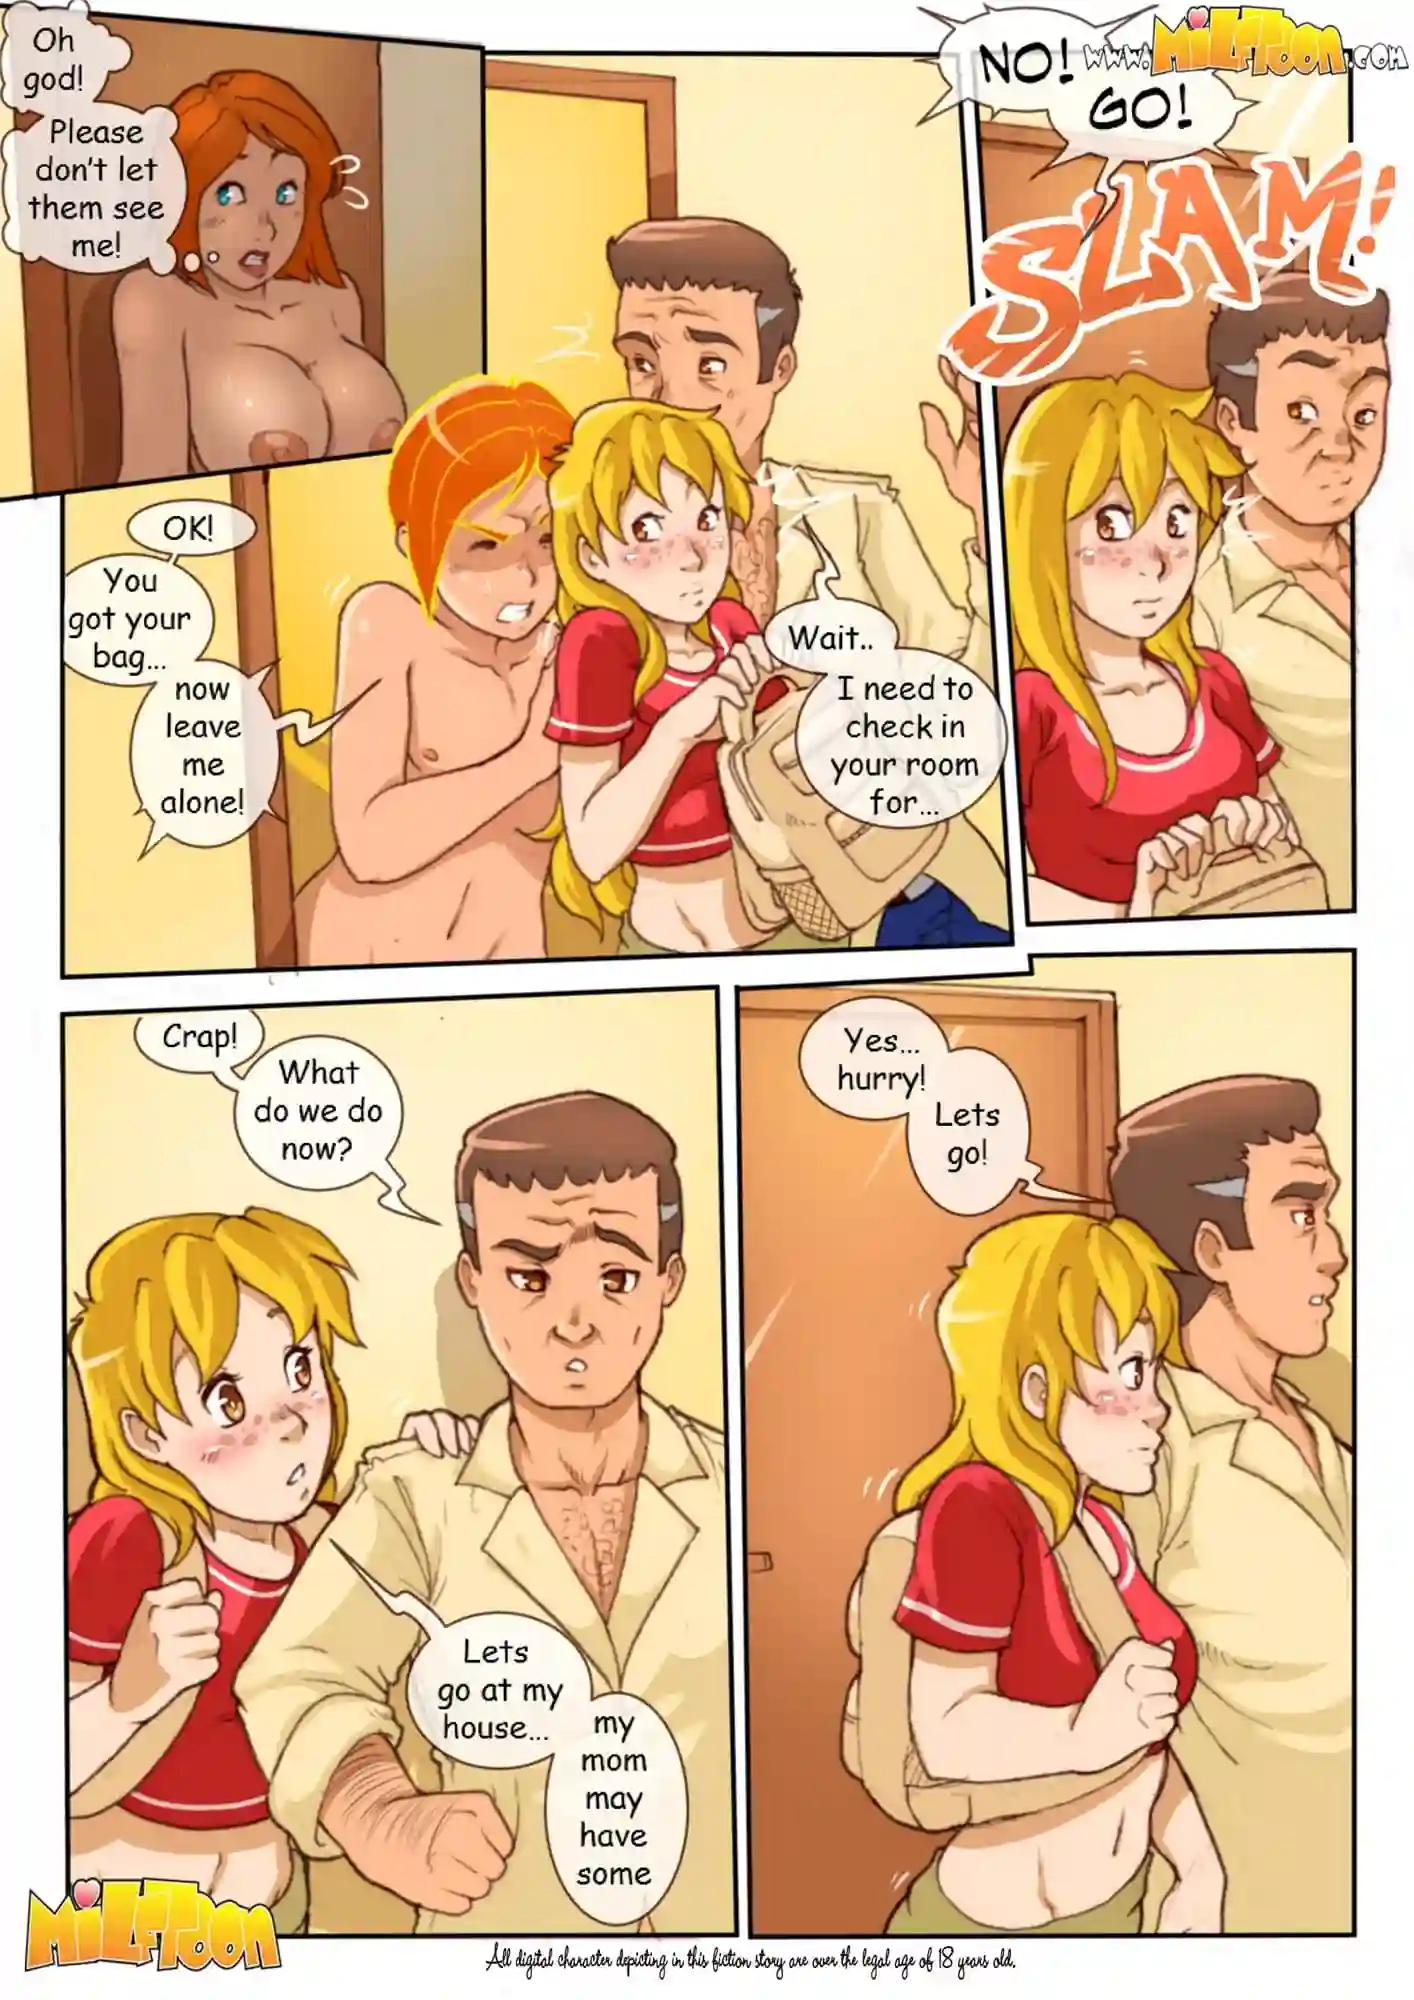 Oh
god!
Please
don't let
them see
me!
NO!
GO!
www.MilfToon.com
SLAM!
OK!
You
got your
bag...
now
leave
me
alone!
Wait..
I need to
check in
your room
for...
Crap!
What
do we do
now?
Lets
go at my
house...
my
mom
may
have
some
Yes...
hurry!
Lets
go!
MilfToon
All digital character depicting in this fiction story are over the legal age of 18 years old.